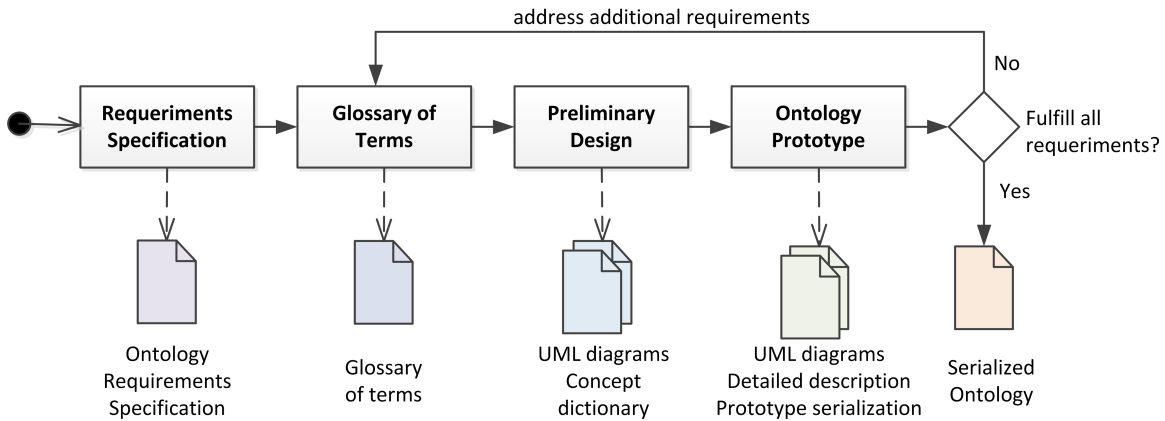 address additional requirements
No
Requeriments
Specification
Glossary of
Terms
Preliminary
Design
Ontology
Prototype
Fulfill all
requeriments?
Yes
Ontology
Requirements
Specification
Glossary
of terms
UML diagrams
Concept
dictionary
UML diagrams
Detailed description
Prototype serialization
Serialized
Ontology